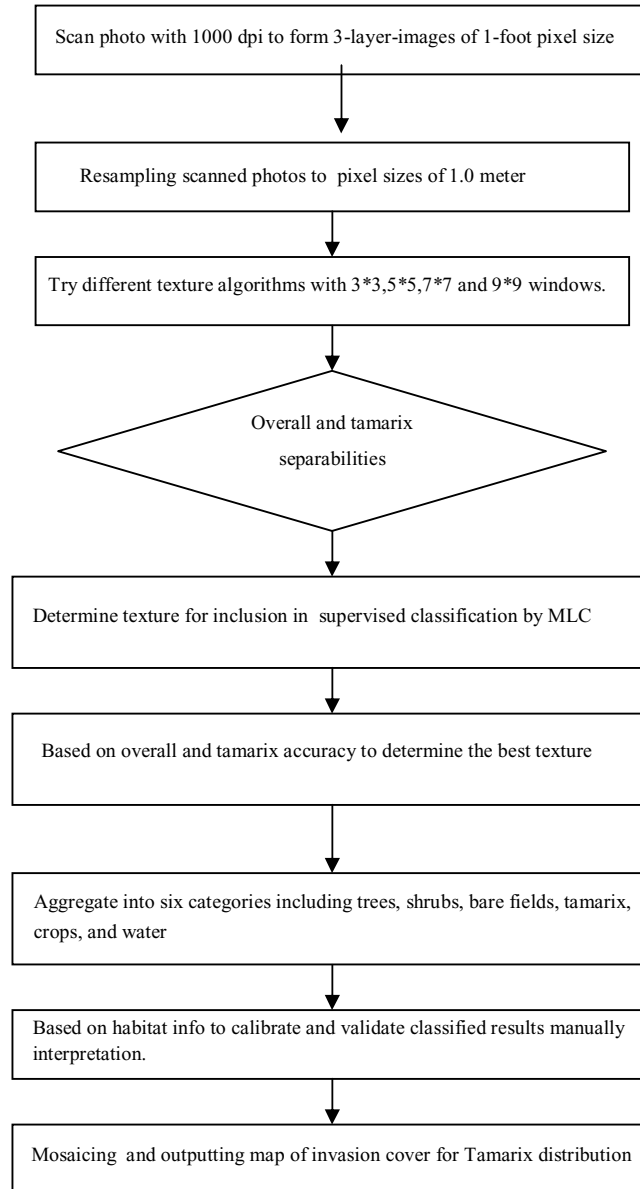 Scan photo with 1000 dpi to form 3-layer-images of 1-foot pixel size
Resampling scanned photos to pixel sizes of 1.0 meter
Try different texture algorithms with 3*3,5*5,7*7 and 9*9 windows.
Overall and tamarix
separabilities
Determine texture for inclusion in supervised classification by MLC
Based on overall and tamarix accuracy to determine the best texture
Aggregate into six categories including trees, shrubs, bare fields, tamarix,
crops, and water
Based on habitat info to calibrate and validate classified results manually
interpretation.
Mosaicing and outputting map of invasion cover for Tamarix distribution